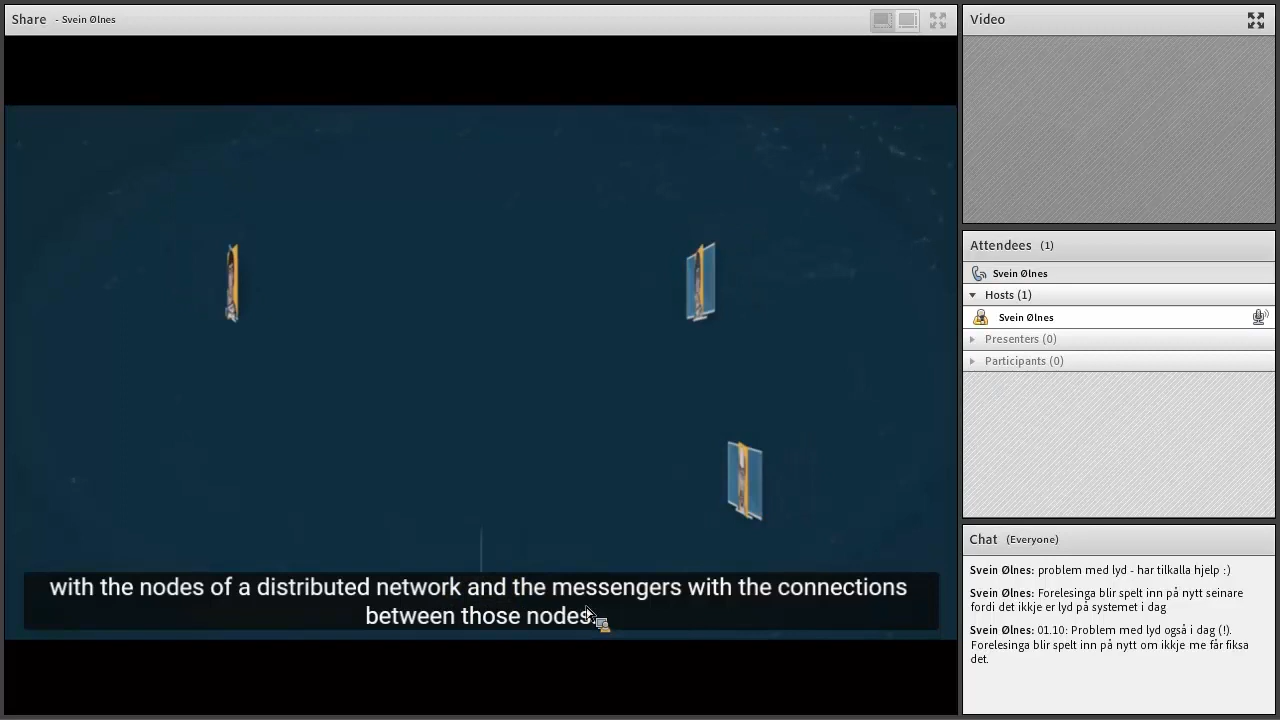 Share - Svein Ølnes
with the nodes of a distributed network and the messengers with the connections
between those nodes.
Video
Attendees (1)
Svein Ølnes
Hosts (1)
Svein Ølnes
Presenters (0)
Participants (0)
Chat (Everyone)
Svein Ølnes: problem med lyd - har tilkalla hjelp :)
Svein Ølnes: Forelesinga blir spelt inn på nytt seinare
fordi det ikkje er lyd på systemet i dag
Svein Ølnes: 01.10: Problem med lyd også i dag (!).
Forelesinga blir spelt inn på nytt om ikkje me får fiksa
det.